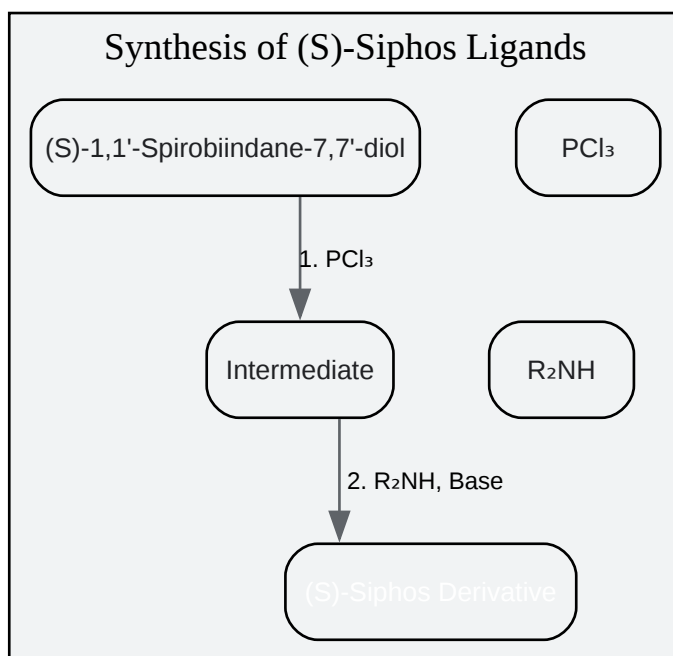 Synthesis of (S)-Siphos Ligands
(S)-1,1'-Spirobiindane-7,7'-diol
PCl₃
1. PCl₃
Intermediate
R₂NH
2. R₂NH, Base
(S)-Siphos Derivative